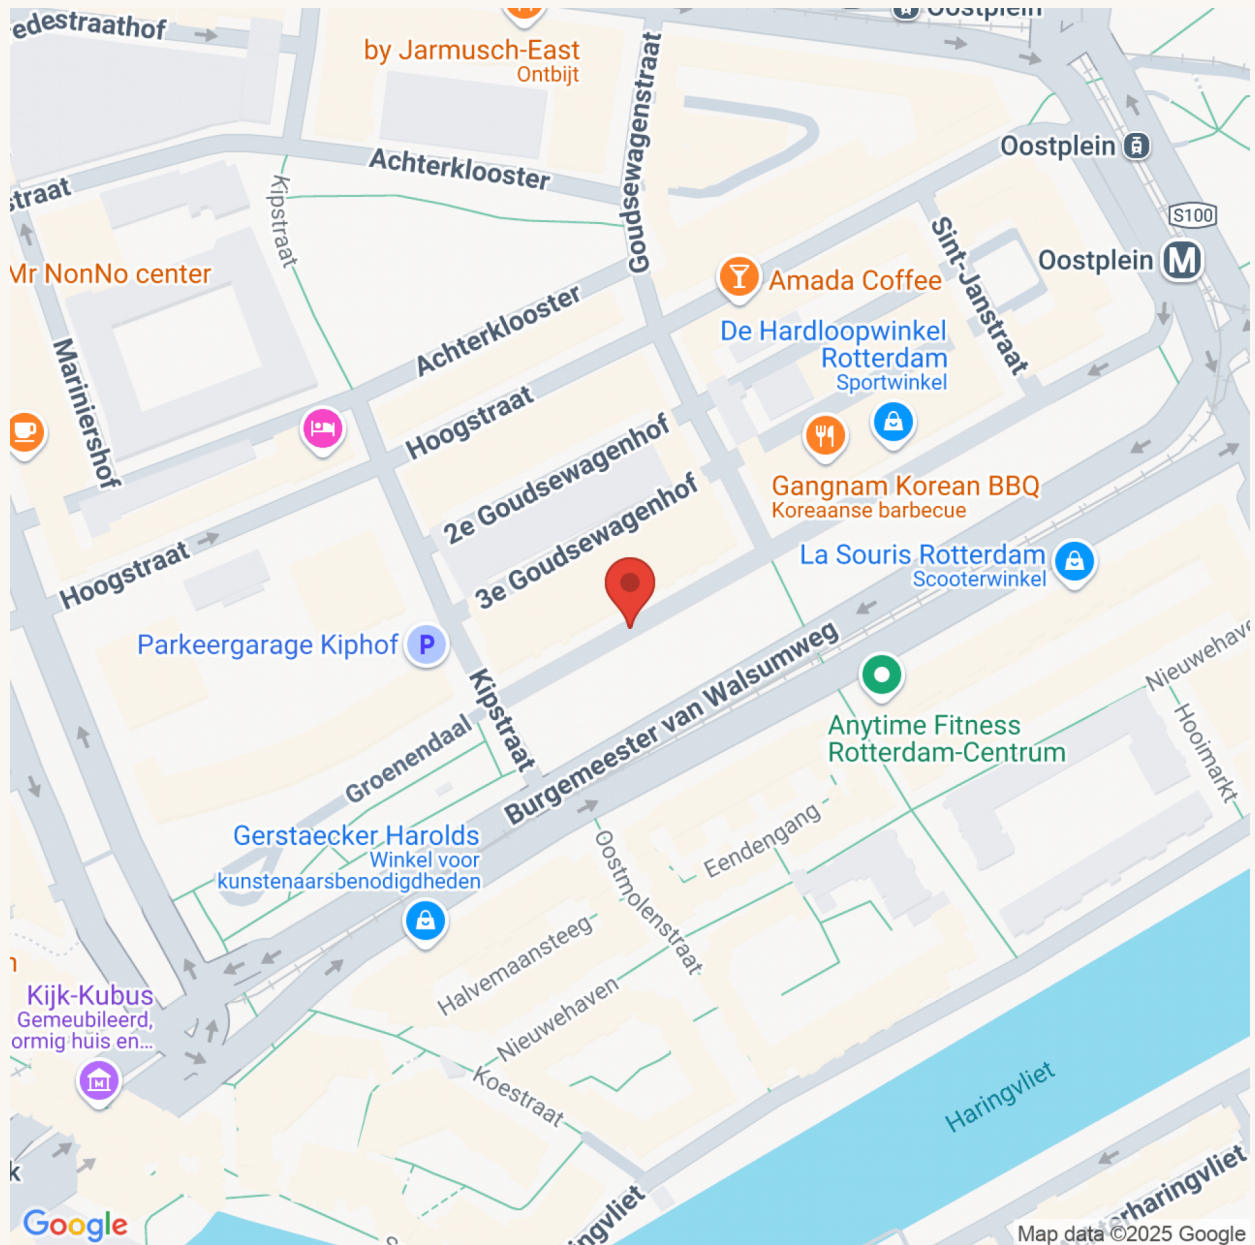 edestraathof
by Jarmusch-East
Ontbijt
Oostplein
Goudsewagenstraat
Achterklooster
Oostplein
straat
Kipstraat
S100
Sint-Janstraat
Oostplein
M
Mr NonNo center
Amada Coffee
Achterklooster
De Hardloopwinkel
Rotterdam
Sportwinkel
Mariniershof
Hoogstraat
2e Goudsewagenhof
Gangnam Korean BBQ
Koreaanse barbecue
3e Goudsewagenhof
Hoogstraat
La Souris Rotterdam
Scooterwinkel
Parkeergarage Kiphof
P
Kipstraat
Burgemeester van Walsumweg
Nieuwehave
Anytime Fitness
Rotterdam-Centrum
Hooimarkt
Groenendaal
Gerstaecker Harolds
Winkel voor
kunstenaarsbenodigdheden
Eendengang
Oostmolenstraat
Halvemaansteeg
Nieuwehaven
Kijk-Kubus
Gemeubileerd,
ormig huis en...
Koestraat
Haringvliet
k
ngvliet
terharingvliet
Google
Map data ©2025 Google